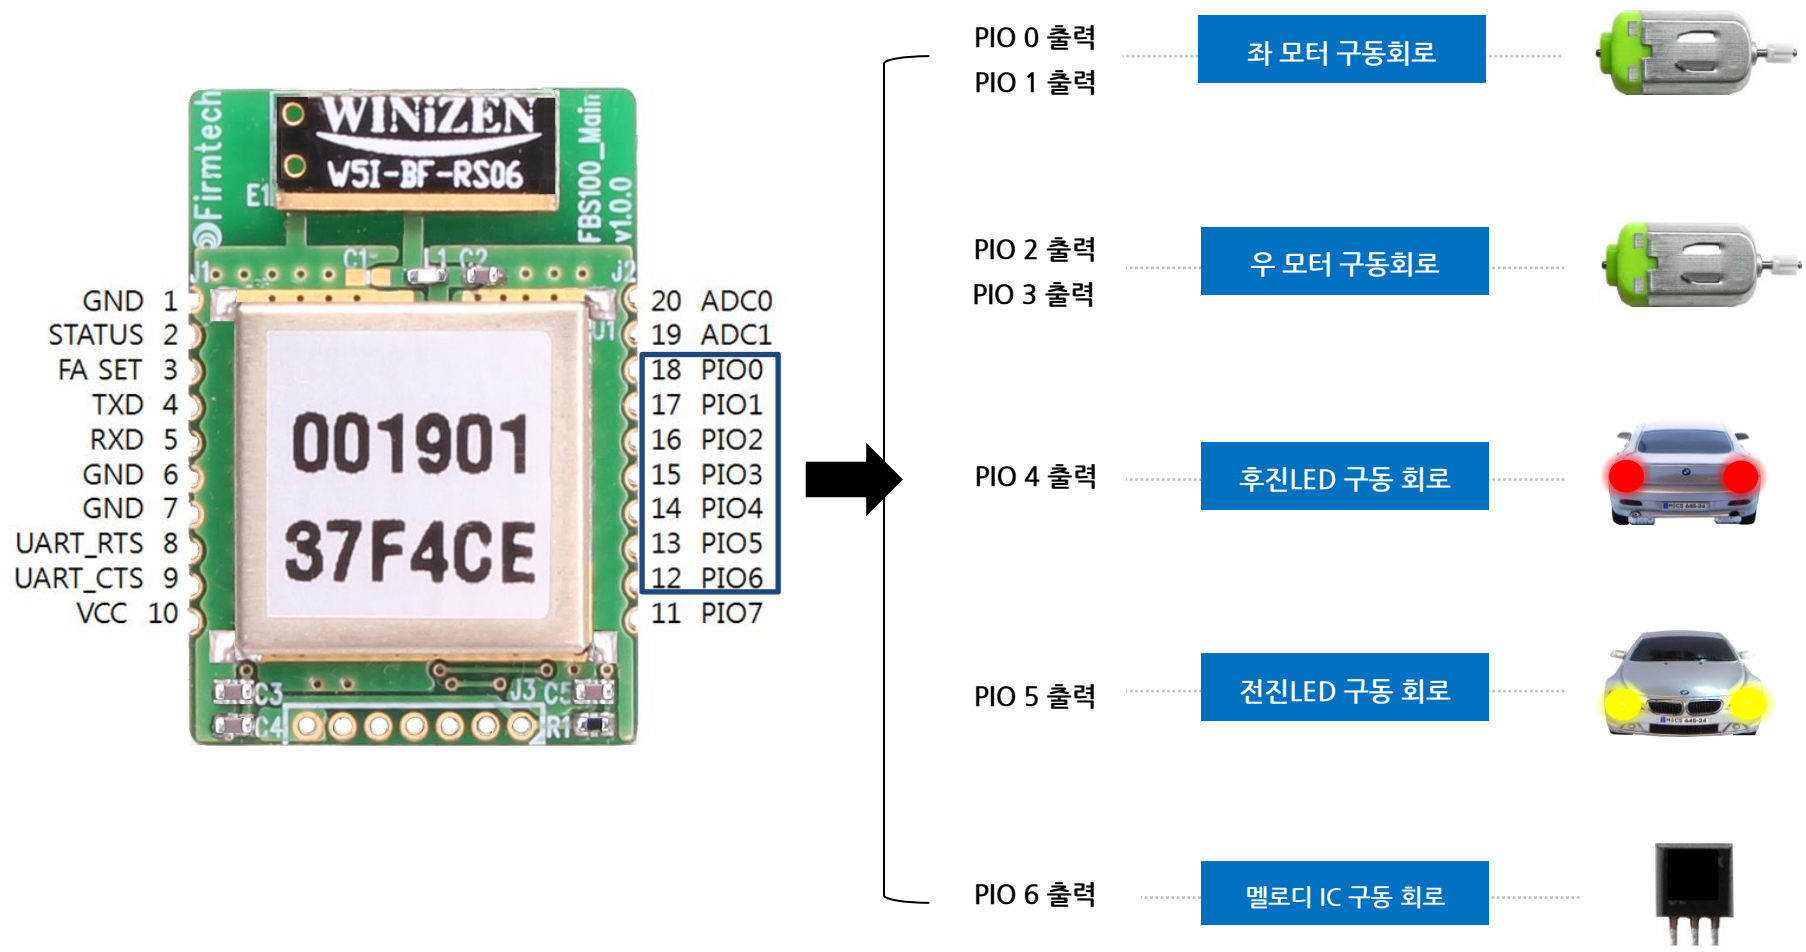 WINiZEN
W5I-BF-RS06
Firmtech
FBS100_Main
v1.0.0
E1
C1
L1
C2
J1
J2
GND 1
STATUS 2
FA SET 3
TXD 4
RXD 5
GND 6
GND 7
UART_RTS 8
UART_CTS 9
VCC 10
001901
37F4CE
20 ADC0
19 ADC1
18 PIO0
17 PIO1
16 PIO2
15 PIO3
14 PIO4
13 PIO5
12 PIO6
11 PIO7
C3
C4
J3
C5
R1
PIO 0 출력
PIO 1 출력
좌 모터 구동회로
PIO 2 출력
PIO 3 출력
우 모터 구동회로
PIO 4 출력
후진LED 구동 회로
PIO 5 출력
전진LED 구동 회로
PIO 6 출력
멜로디 IC 구동 회로